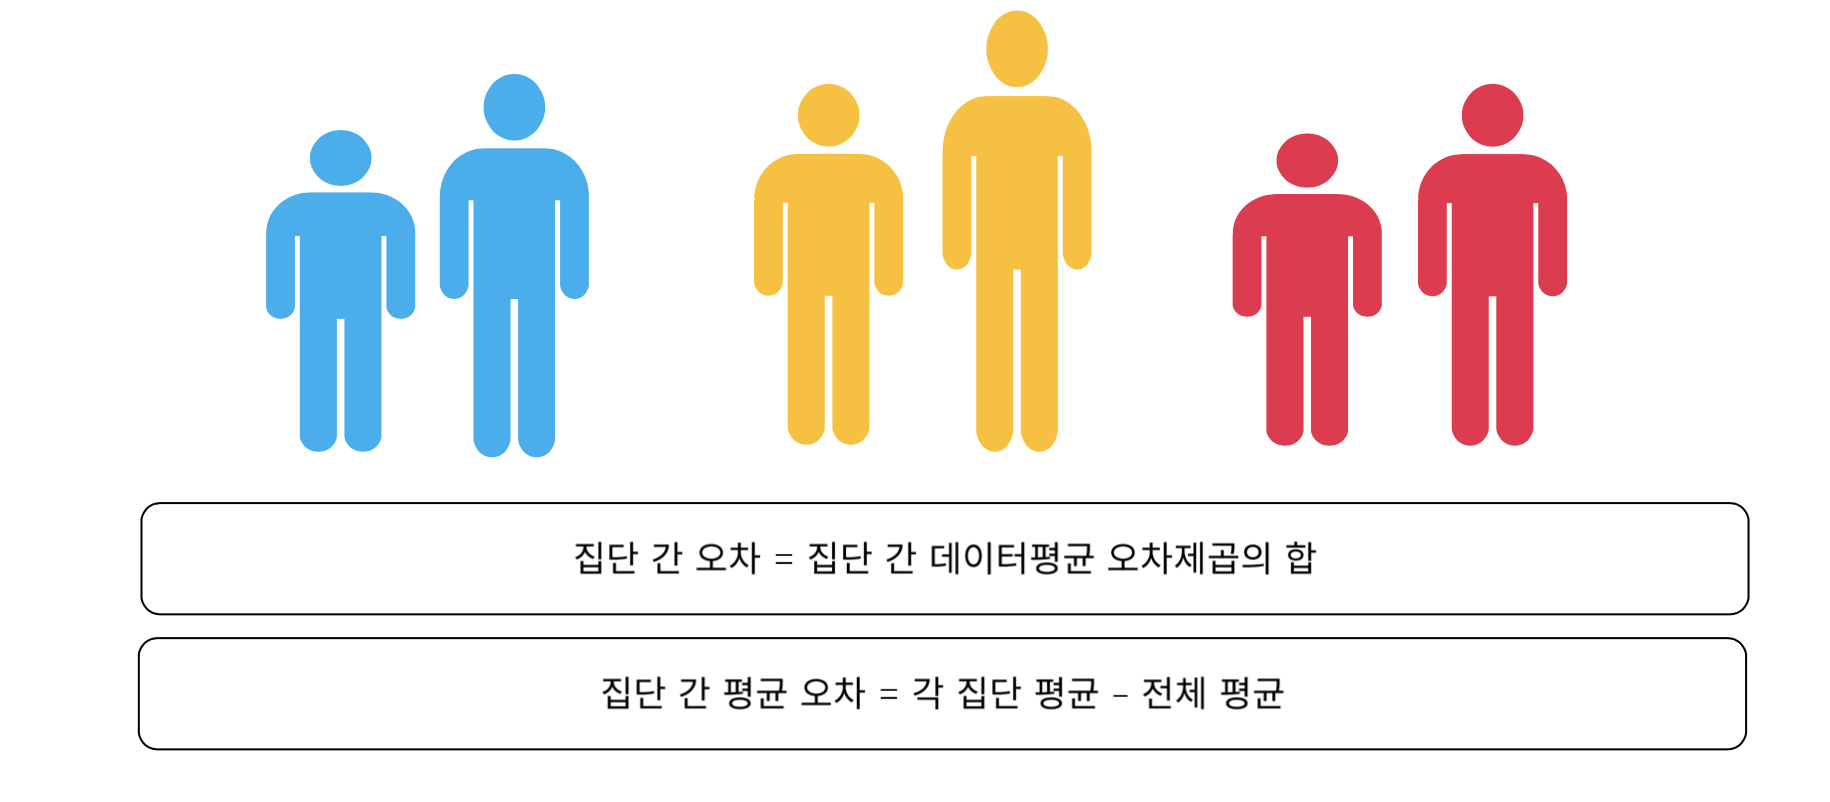 집단 간 오차 = 집단 간 데이터평균 오차제곱의 합
집단 간 평균 오차 = 각 집단 평균 - 전체 평균